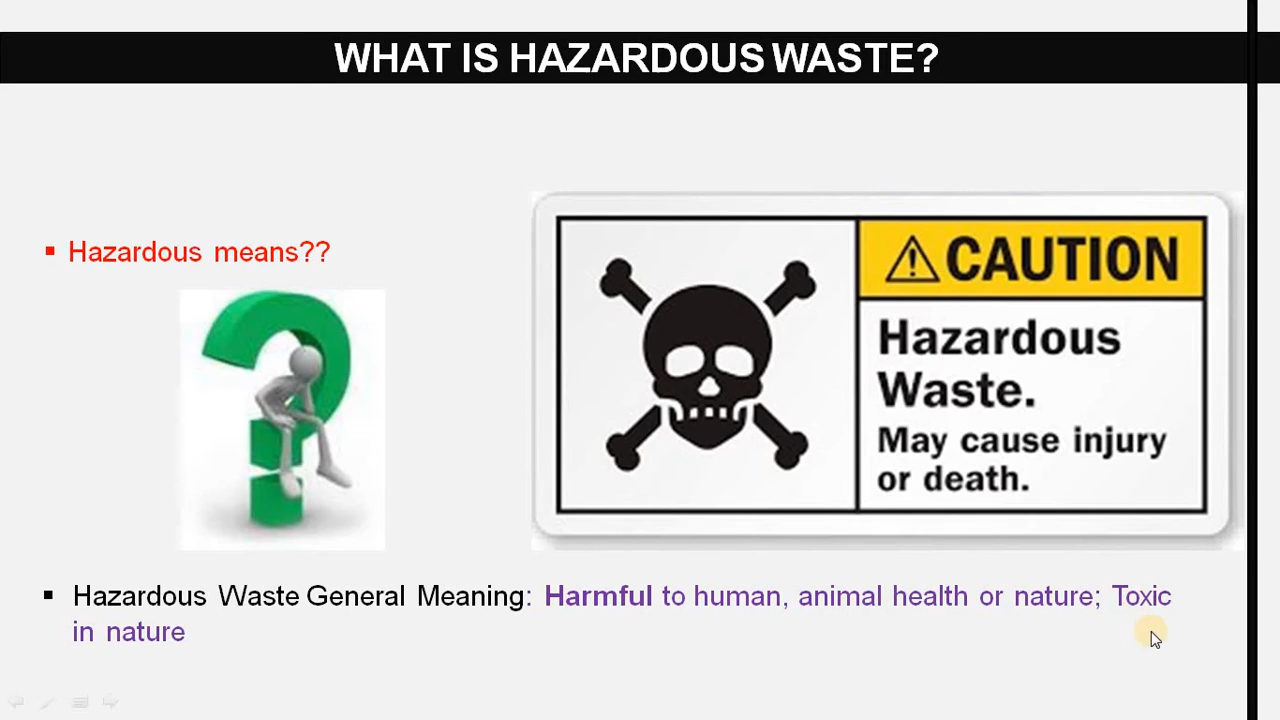 WHAT IS HAZARDOUS WASTE?
Hazardous means??
CAUTION
Hazardous
Waste.
May cause injury
or death.
Hazardous Waste General Meaning: Harmful to human, animal health or nature; Toxic
in nature